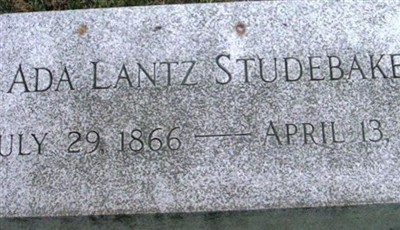 ADA LANTZ STUDEBAKE
ULY 29, 1866 — APRIL 13,